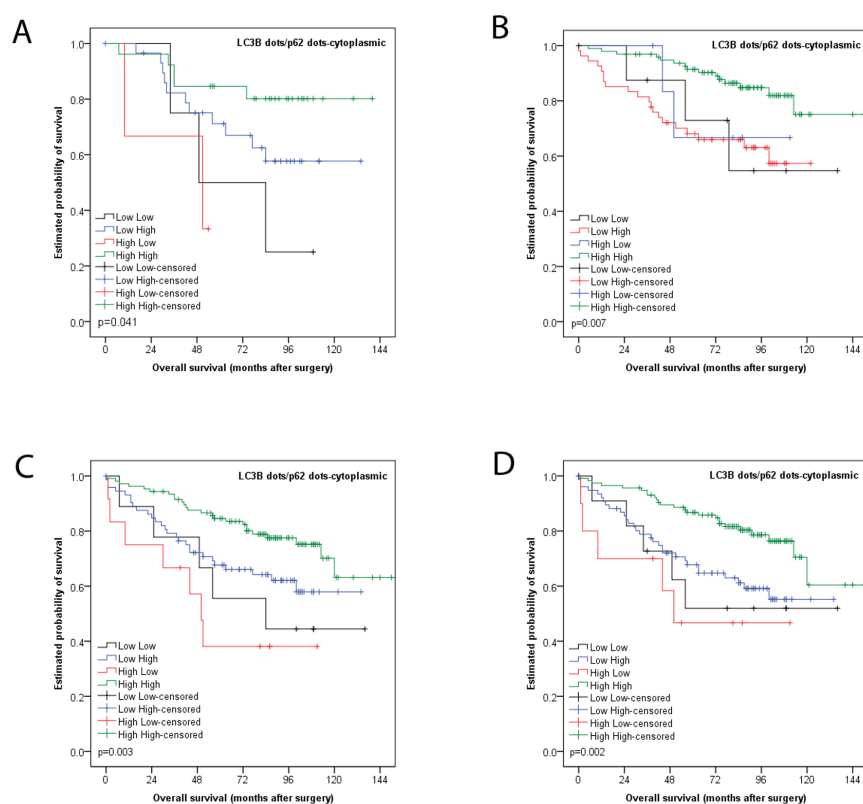 A
LC3B dots/p62 dots-cytoplasmic
Estimated probability of survival
1.0
0.8
0.6
0.4
0.2
0.0
Low Low
Low High
High Low
High High
Low Low-censored
Low High-censored
High Low-censored
High High-censored
p=0.041
0 24 48 72 96 120 144
Overall survival (months after surgery)
B
LC3B dots/p62 dots-cytoplasmic
Estimated probability of survival
1.0
0.8
0.6
0.4
0.2
0.0
Low Low
Low High
High Low
High High
Low Low-censored
Low High-censored
High Low-censored
High High-censored
p=0.007
0 24 48 72 96 120 144
Overall survival (months after surgery)
C
LC3B dots/p62 dots-cytoplasmic
Estimated probability of survival
1.0
0.8
0.6
0.4
0.2
0.0
Low Low
Low High
High Low
High High
Low Low-censored
Low High-censored
High Low-censored
High High-censored
p=0.003
0 24 48 72 96 120 144
Overall survival (months after surgery)
D
LC3B dots/p62 dots-cytoplasmic
Estimated probability of survival
1.0
0.8
0.6
0.4
0.2
0.0
Low Low
Low High
High Low
High High
Low Low-censored
Low High-censored
High Low-censored
High High-censored
p=0.002
0 24 48 72 96 120 144
Overall survival (months after surgery)